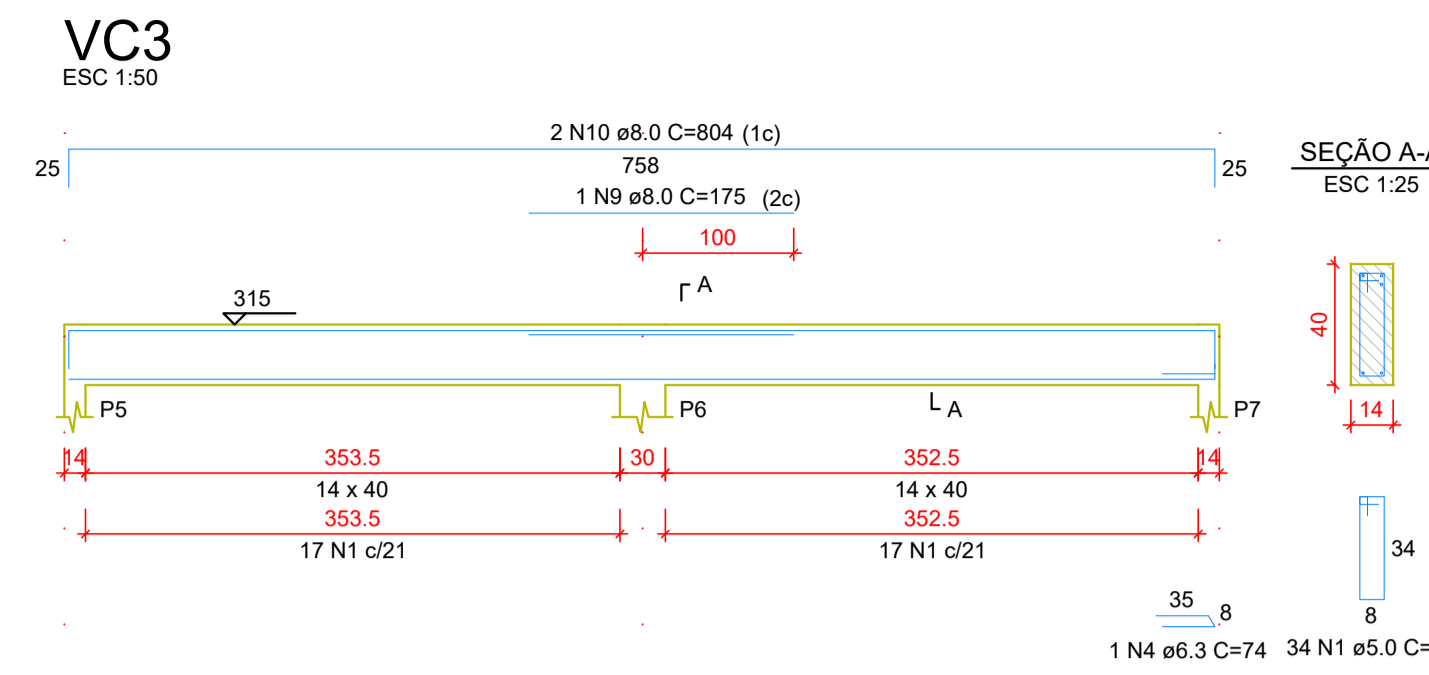 VC3
ESC 1:50
2 N10 ø8.0 C=804 (1c)
25
758
25
1 N9 ø8.0 C=175 (2c)
100
A
315
P5
P6
A
P7
14
353.5
30
352.5
14
14 x 40
14 x 40
353.5
352.5
17 N1 c/21
17 N1 c/21
35
8
1 N4 ø6.3 C=74
SEÇÃO A-
ESC 1:25
40
14
34
8
34 N1 ø5.0 C=